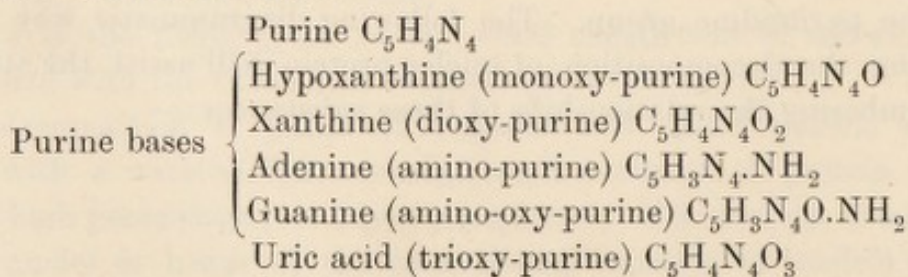 Purine C₅H₄N₄
Hypoxanthine (monoxy-purine) C₅H₄N₄O
Xanthine (dioxy-purine) C₅H₄N₄O₂
Purine bases
Adenine (amino-purine) C₅H₃N₄.NH₂
Guanine (amino-oxy-purine) C₅H₃N₄O.NH₂
Uric acid (trioxy-purine) C₅H₄N₄O₃